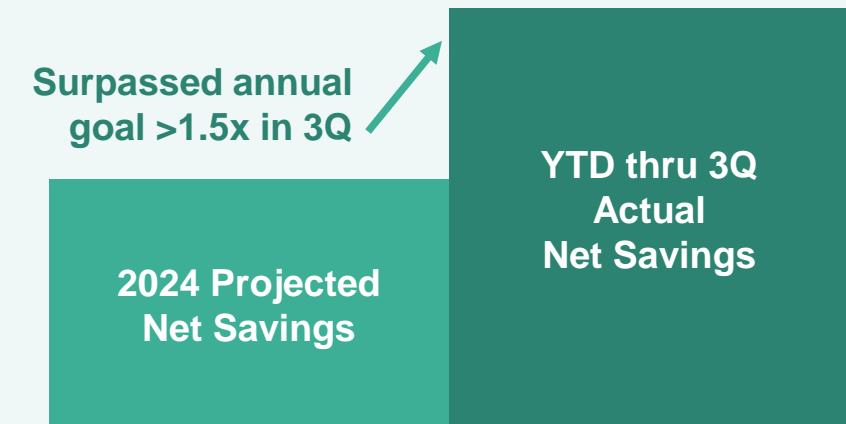 Surpassed annual
goal >1.5x in 3Q
YTD thru 3Q
Actual
Net Savings
2024 Projected
Net Savings